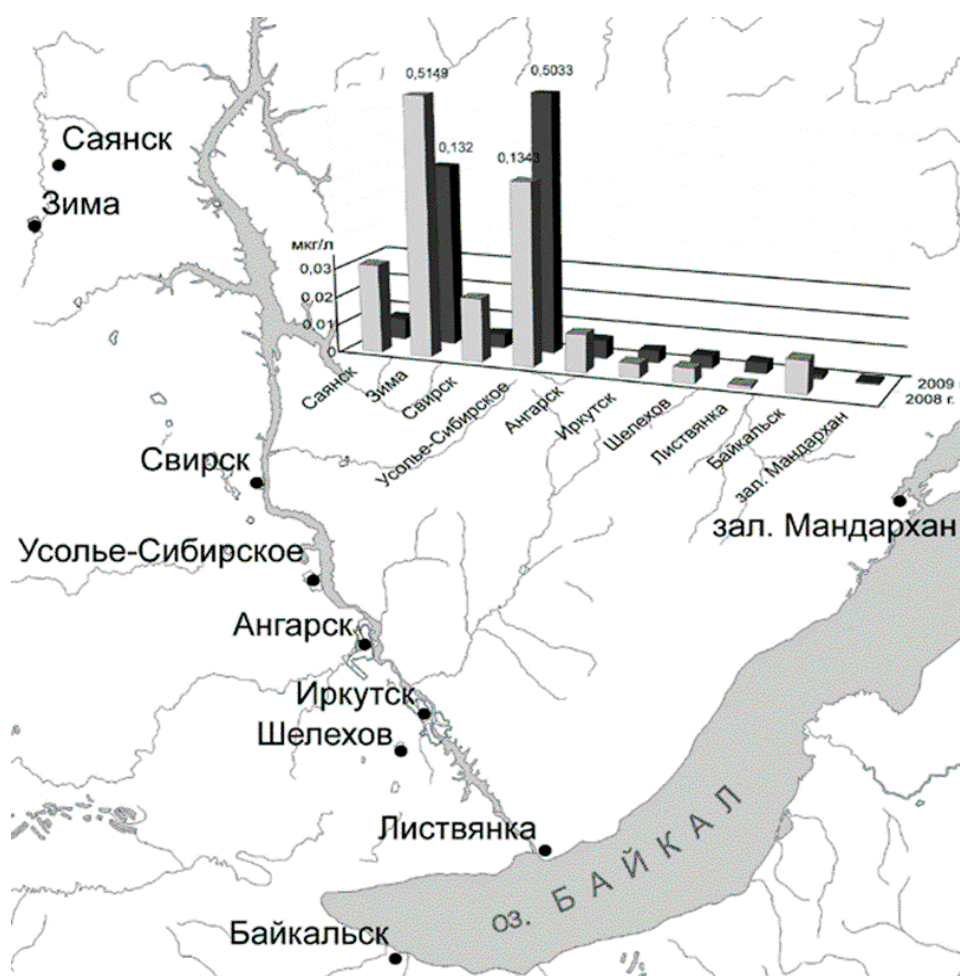 0,5149
0,5033
0,132
0,1343
Саянск
Зима
мкг/л
0,03
0,02
0,01
0
2009
2008 г.
Саянск
Зима
Свирск
Усолье-Сибирское
Ангарск
Иркутск
Шелехов
Листвянка
Байкальск
зал. Мандархан
Свирск
зал. Мандархан
Усолье-Сибирское
Ангарск
Иркутск
Шелехов
Листвянка
оз. БАЙКАЛ
Байкальск